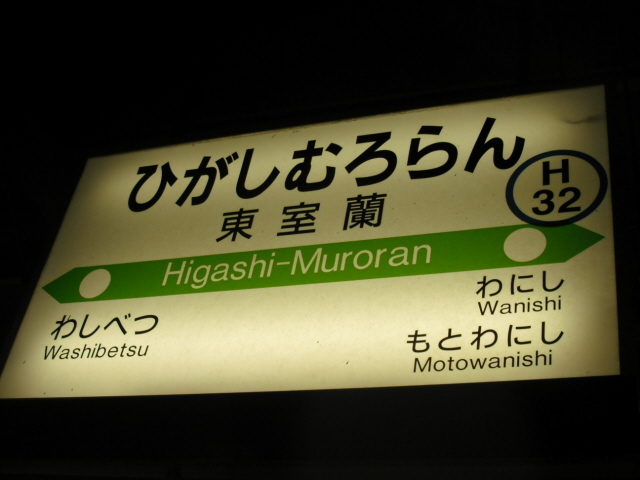 ひがしむろらん
H
32
東室蘭
Higashi-Muroran
わしべつ
Washibetsu
わにし
Wanishi
もとわにし
Motowanishi